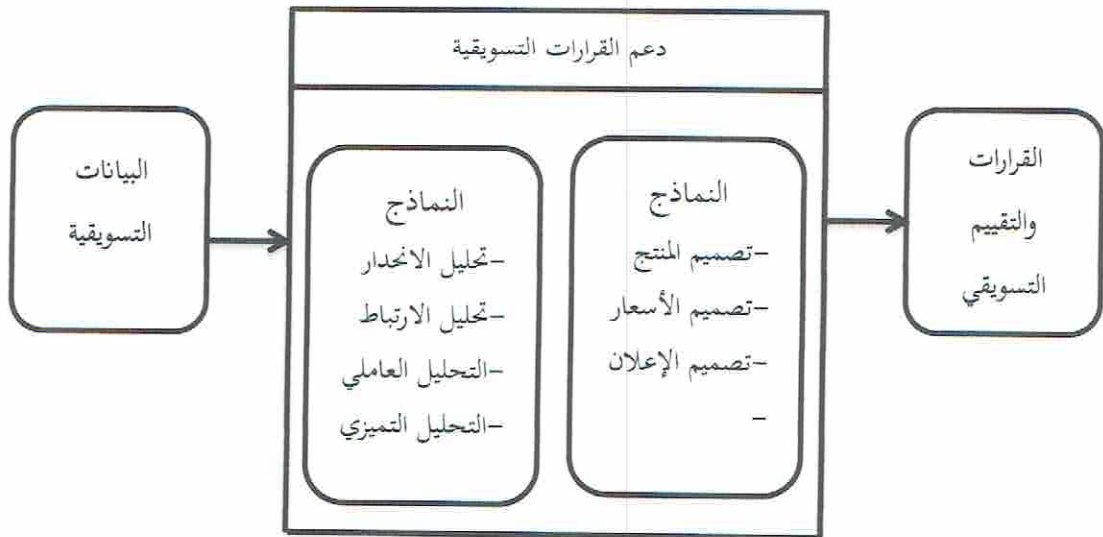 دعم القرارات التسويقية
القرارات
والتقييم
التسويقي
النماذج
-تصميم المنتج
-تصميم الأسعار
-تصميم الإعلان
-
النماذج
-تحليل الانحدار
-تحليل الارتباط
-التحليل العاملي
-التحليل التميزي
البيانات
التسويقية